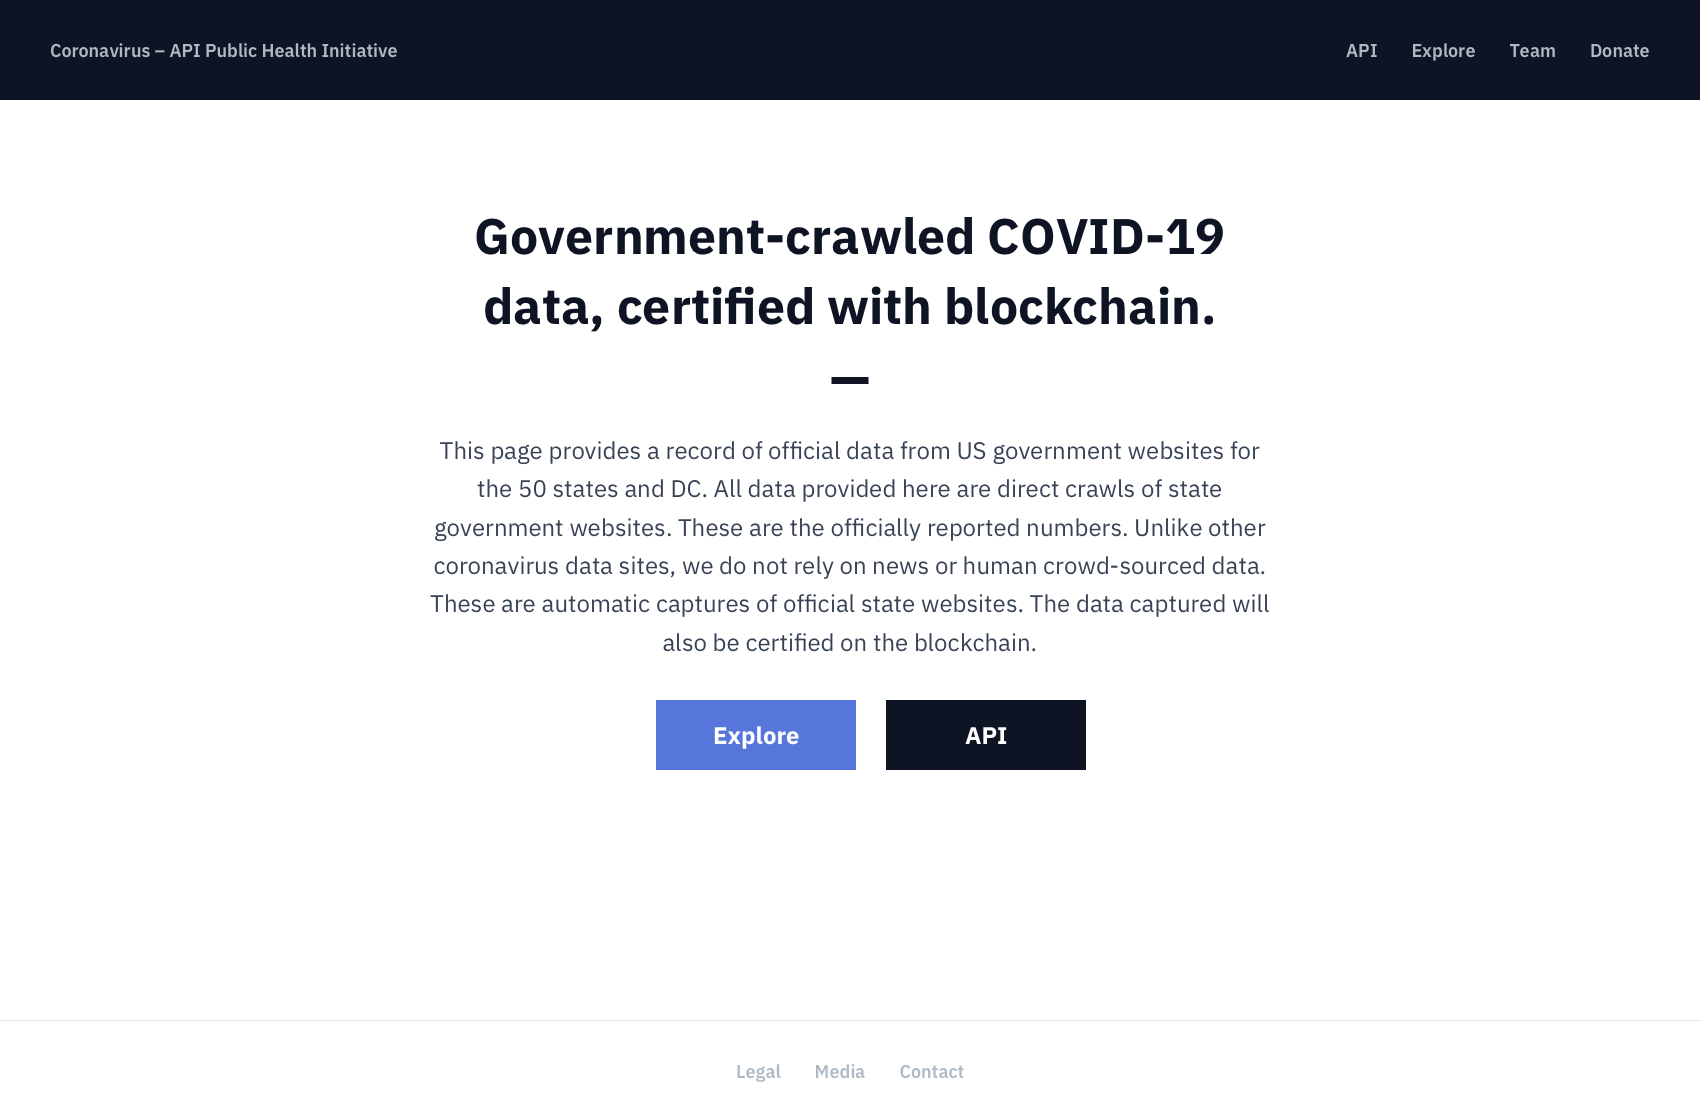 Coronavirus – API Public Health Initiative
API Explore Team Donate
Government-crawled COVID-19
data, certified with blockchain.
This page provides a record of official data from US government websites for
the 50 states and DC. All data provided here are direct crawls of state
government websites. These are the officially reported numbers. Unlike other
coronavirus data sites, we do not rely on news or human crowd-sourced data.
These are automatic captures of official state websites. The data captured will
also be certified on the blockchain.
Explore API
Legal Media Contact